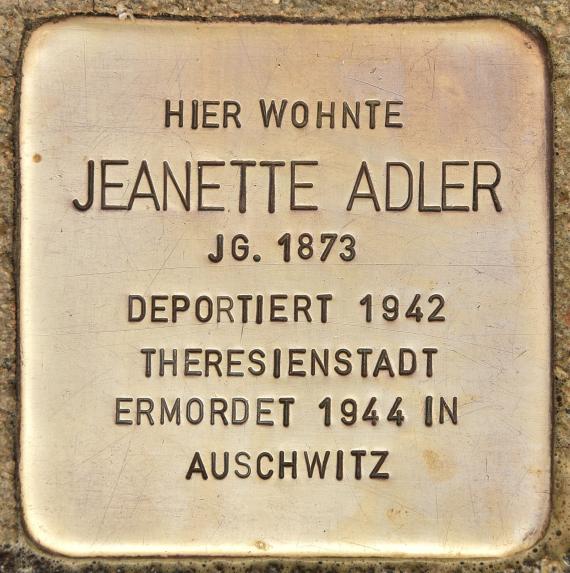 HIER WOHNTE
JEANETTE ADLER
JG. 1873
DEPORTIERT 1942
THERESIENSTADT
ERMORDET 1944 IN
AUSCHWITZ